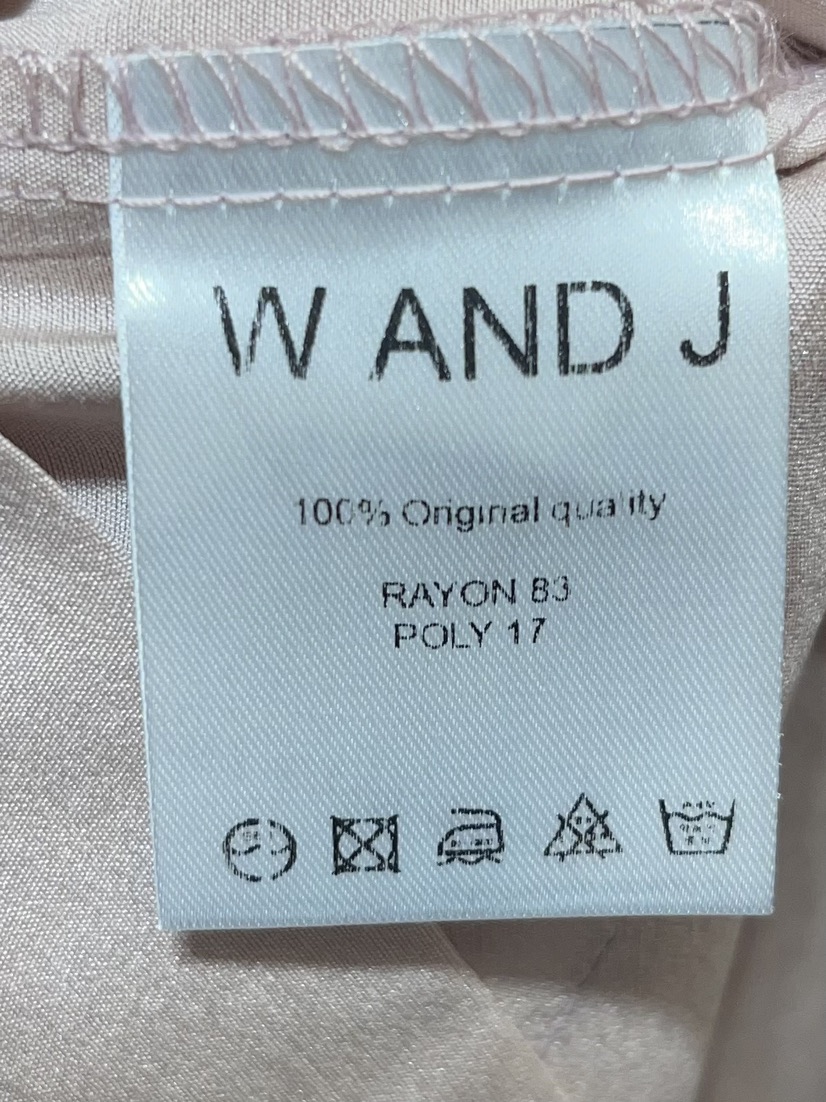 W AND J
100% Original quality
RAYON 83
POLY 17